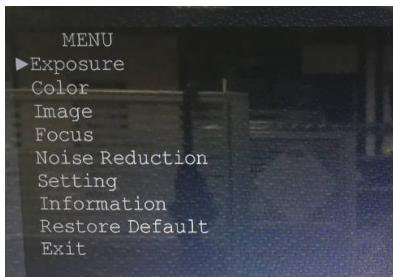 MENU
▶Exposure
Color
Image
Focus
Noise Reduction
Setting
Information
Restore Default
Exit